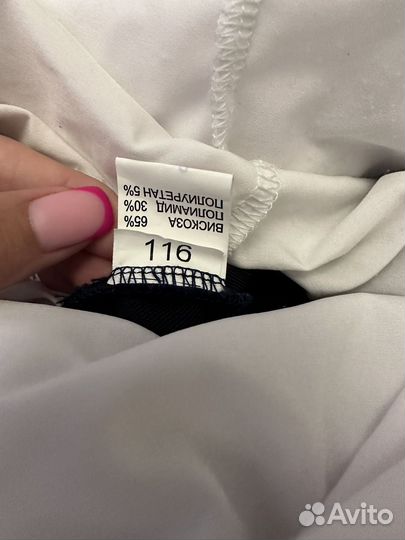 ВИСКОЗА 65%
ПОЛИАМИД 30%
ПОЛИУРЕТАН 5%
116
Avito